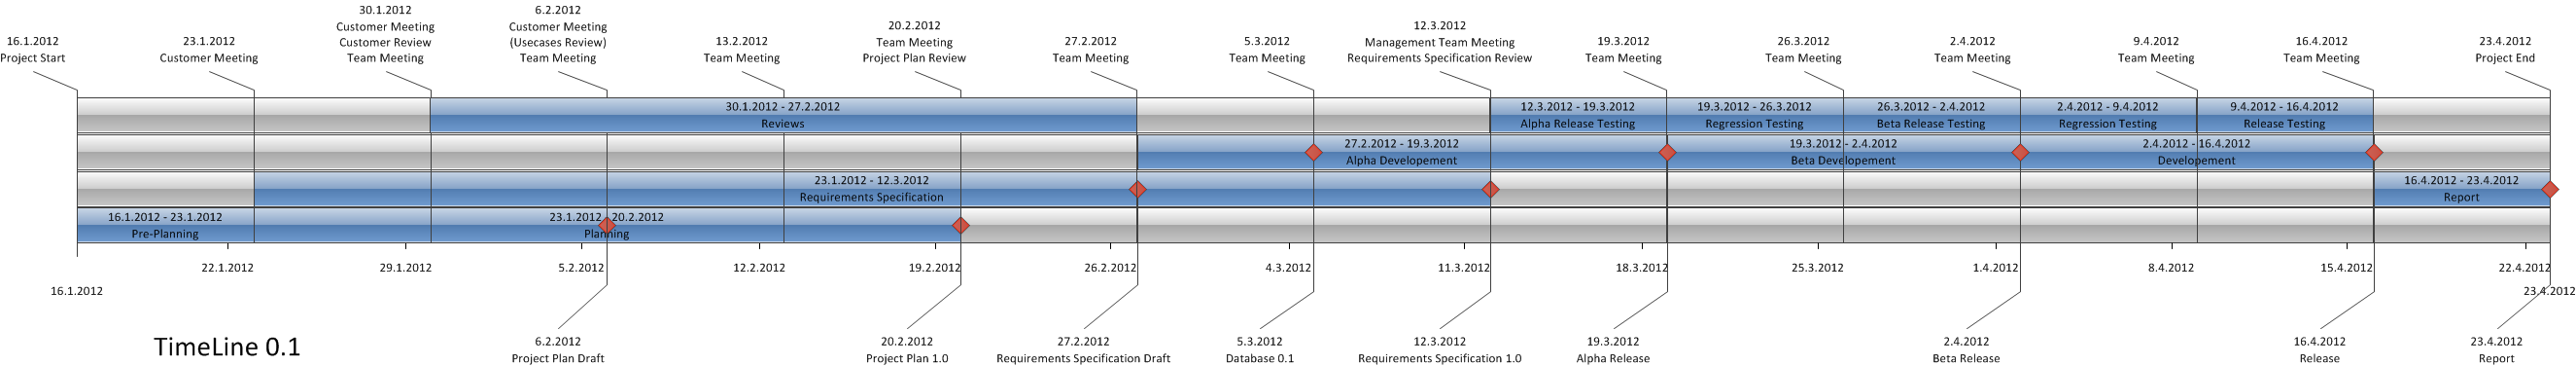 16.1.2012
Project Start
23.1.2012
Customer Meeting
30.1.2012
Customer Meeting
Customer Review
Team Meeting
6.2.2012
Customer Meeting
(Usecases Review)
Team Meeting
13.2.2012
Team Meeting
20.2.2012
Team Meeting
Project Plan Review
27.2.2012
Team Meeting
5.3.2012
Team Meeting
12.3.2012
Management Team Meeting
Requirements Specification Review
19.3.2012
Team Meeting
26.3.2012
Team Meeting
2.4.2012
Team Meeting
9.4.2012
Team Meeting
16.4.2012
Team Meeting
23.4.2012
Project End
30.1.2012 - 27.2.2012
Reviews
12.3.2012 - 19.3.2012
Alpha Release Testing
19.3.2012 - 26.3.2012
Regression Testing
26.3.2012 - 2.4.2012
Beta Release Testing
2.4.2012 - 9.4.2012
Regression Testing
9.4.2012 - 16.4.2012
Release Testing
27.2.2012 - 19.3.2012
Alpha Developement
19.3.2012 - 2.4.2012
Beta Developement
2.4.2012 - 16.4.2012
Developement
23.1.2012 - 12.3.2012
Requirements Specification
16.4.2012 - 23.4.2012
Report
16.1.2012 - 23.1.2012
Pre-Planning
23.1.2012 - 20.2.2012
Planning
22.1.2012
29.1.2012
5.2.2012
12.2.2012
19.2.2012
26.2.2012
4.3.2012
11.3.2012
18.3.2012
25.3.2012
1.4.2012
8.4.2012
15.4.2012
22.4.2012
16.1.2012
23.4.2012
TimeLine 0.1
6.2.2012
Project Plan Draft
20.2.2012
Project Plan 1.0
27.2.2012
Requirements Specification Draft
5.3.2012
Database 0.1
12.3.2012
Requirements Specification 1.0
19.3.2012
Alpha Release
2.4.2012
Beta Release
16.4.2012
Release
23.4.2012
Report